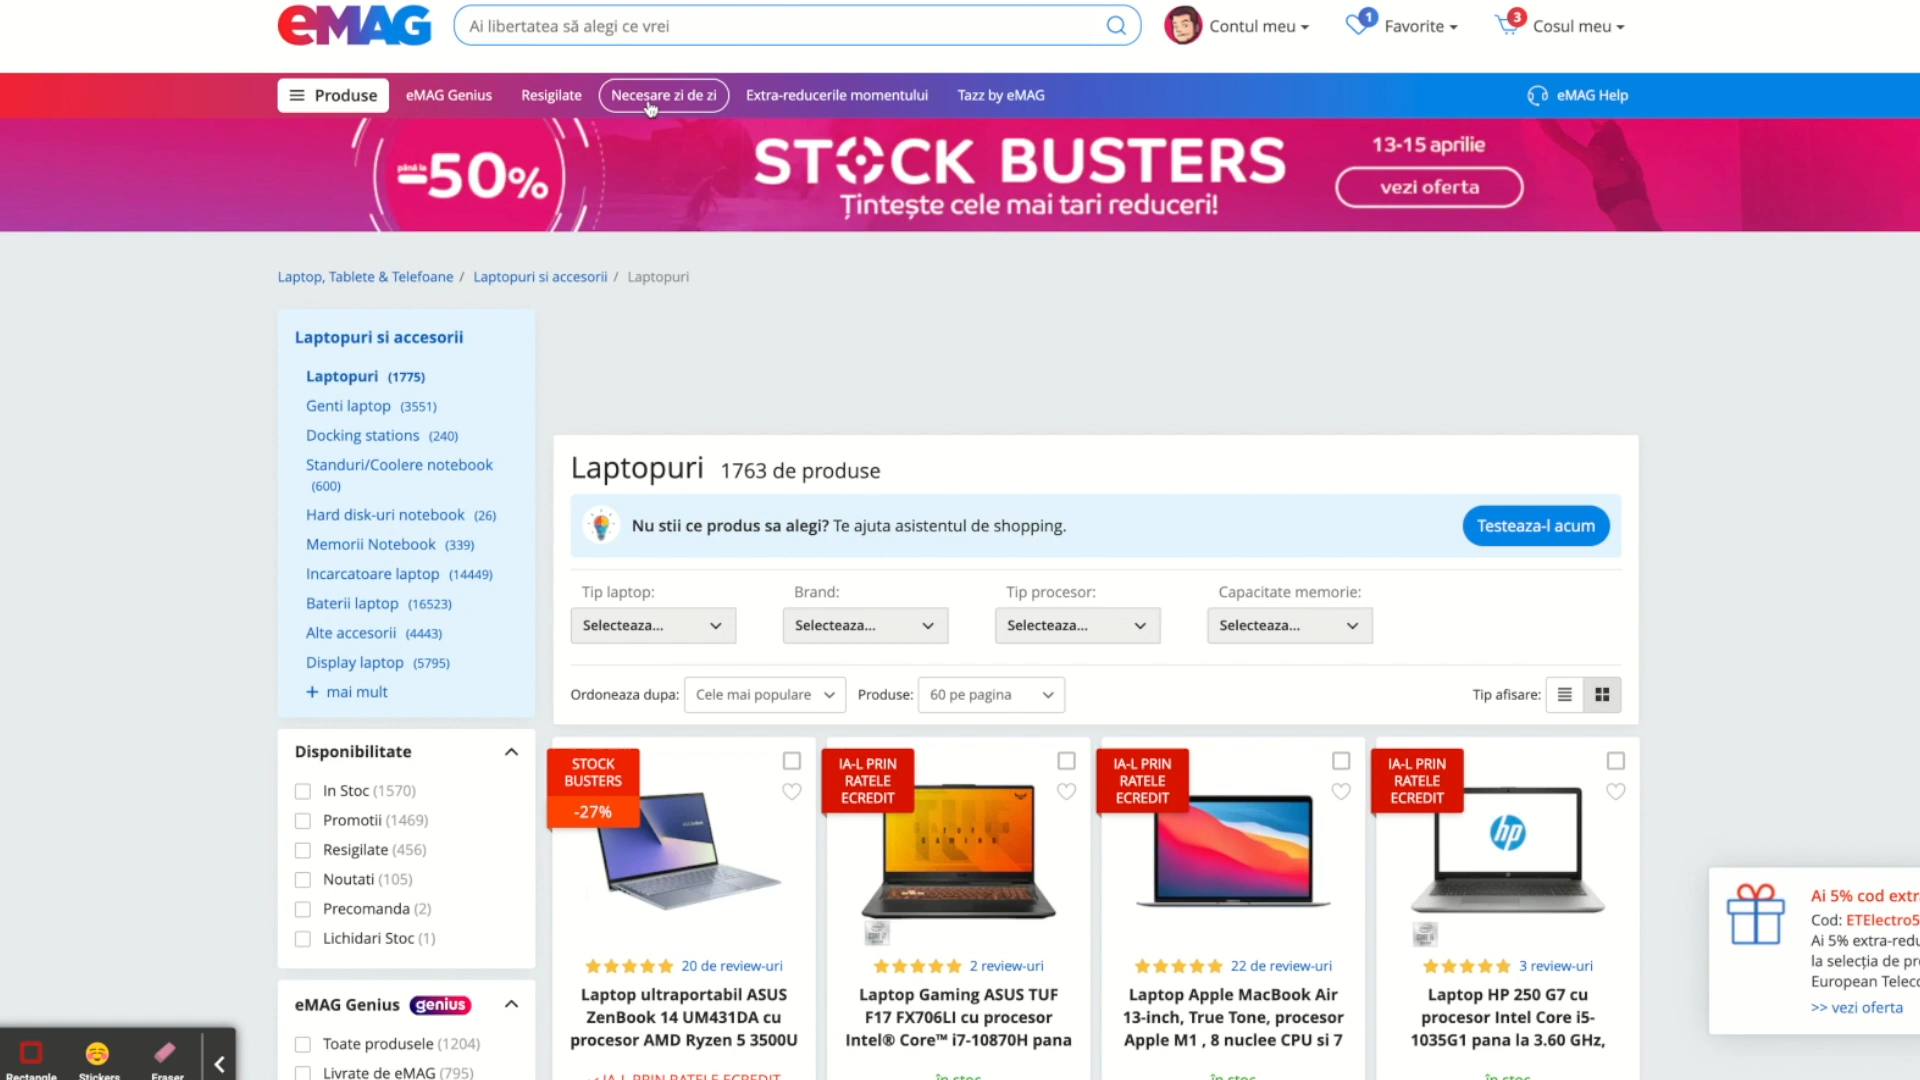 eMAG
Ai libertatea să alegi ce vrei
Contul meu
1
Favorite
3
Cosul meu
Produse
eMAG Genius
Resigilate
Necesare zi de zi
Extra-reducerile momentului
Tazz by eMAG
eMAG Help
până la
-50%
STOCK BUSTERS
Țintește cele mai tari reduceri!
13-15 aprilie
vezi oferta
Laptop, Tablete & Telefoane / Laptopuri si accesorii / Laptopuri
Laptopuri si accesorii
Laptopuri (1775)
Genti laptop (3551)
Docking stations (240)
Standuri/Coolere notebook
(600)
Hard disk-uri notebook (26)
Memorii Notebook (339)
Incarcatoare laptop (14449)
Baterii laptop (16523)
Alte accesorii (4443)
Display laptop (5795)
+ mai mult
Laptopuri 1763 de produse
Nu stii ce produs sa alegi? Te ajuta asistentul de shopping.
Testeaza-l acum
Tip laptop:
Brand:
Tip procesor:
Capacitate memorie:
Selecteaza...
Selecteaza...
Selecteaza...
Selecteaza...
Ordoneaza dupa:
Cele mai populare
Produse:
60 pe pagina
Tip afisare:
Disponibilitate
In Stoc (1570)
Promotii (1469)
Resigilate (456)
Noutati (105)
Precomanda (2)
Lichidari Stoc (1)
eMAG Genius genius
Toate produsele (1204)
Livrate de eMAG (795)
STOCK
BUSTERS
-27%
20 de review-uri
Laptop ultraportabil ASUS
ZenBook 14 UM431DA cu
procesor AMD Ryzen 5 3500U
IA-L PRIN RATELE ECREDIT
IA-L PRIN
RATELE
ECREDIT
TUF
GAMING
2 review-uri
Laptop Gaming ASUS TUF
F17 FX706LI cu procesor
Intel® Core™ i7-10870H pana
în stoc
IA-L PRIN
RATELE
ECREDIT
22 de review-uri
Laptop Apple MacBook Air
13-inch, True Tone, procesor
Apple M1 , 8 nuclee CPU si 7
în stoc
IA-L PRIN
RATELE
ECREDIT
hp
3 review-uri
Laptop HP 250 G7 cu
procesor Intel Core i5-
1035G1 pana la 3.60 GHz,
în stoc
Ai 5% cod extr
Cod: ETElectro5
Ai 5% extra-redu
la selecția de pr
European Teleco
>> vezi oferta
Rectangle
Stickers
Eraser